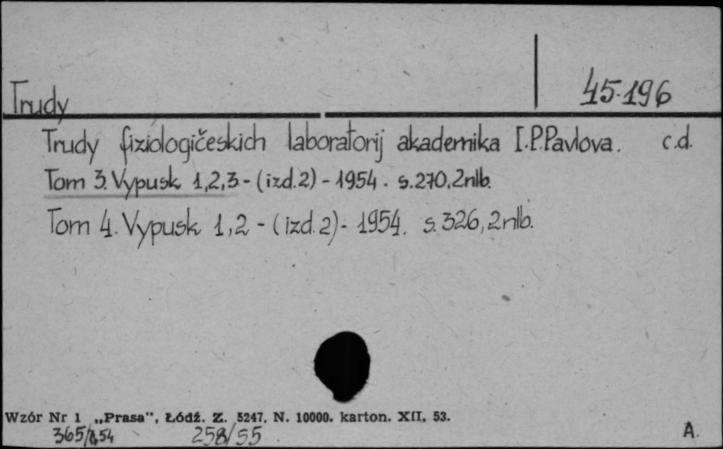 Trudy 45.196
Trudy fiziologičeskich laboratorij akademika I.P.Pavlova. c.d.
Tom 3. Vypusk 1,2,3 - (izd.2) - 1954. s.270, 2nlb.
Tom 4. Vypusk 1,2 - (izd.2) - 1954. s.326, 2nlb.
Wzór Nr 1 „Prasa", Łódź. Z. 5247. N. 10000. karton. XII, 53.
258/55 A.